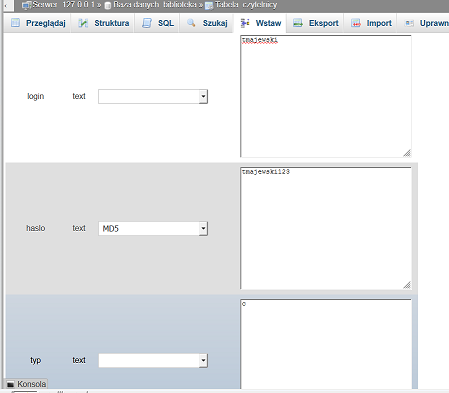 Serwer: 127.0.0.1 » Baza danych: biblioteka » Tabela: czytelnicy
Przeglądaj Struktura SQL Szukaj Wstaw Eksport Import Uprawn
login text tmajewski
haslo text MD5 tmajewski123
typ text o
Konsola